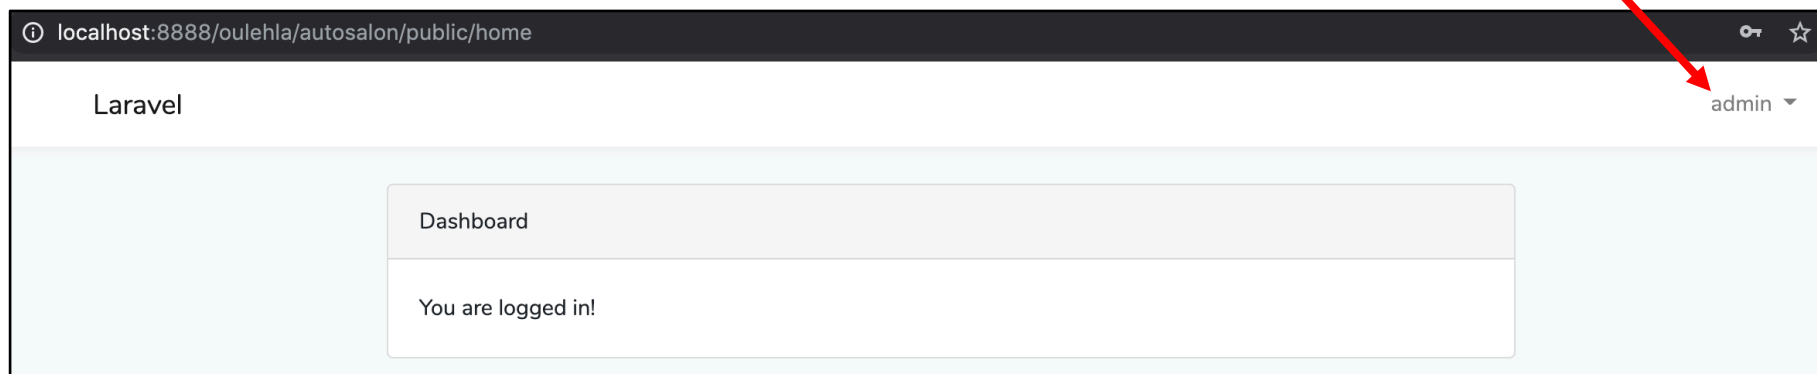 localhost:8888/oulehla/autosalon/public/home
Laravel
admin
Dashboard
You are logged in!